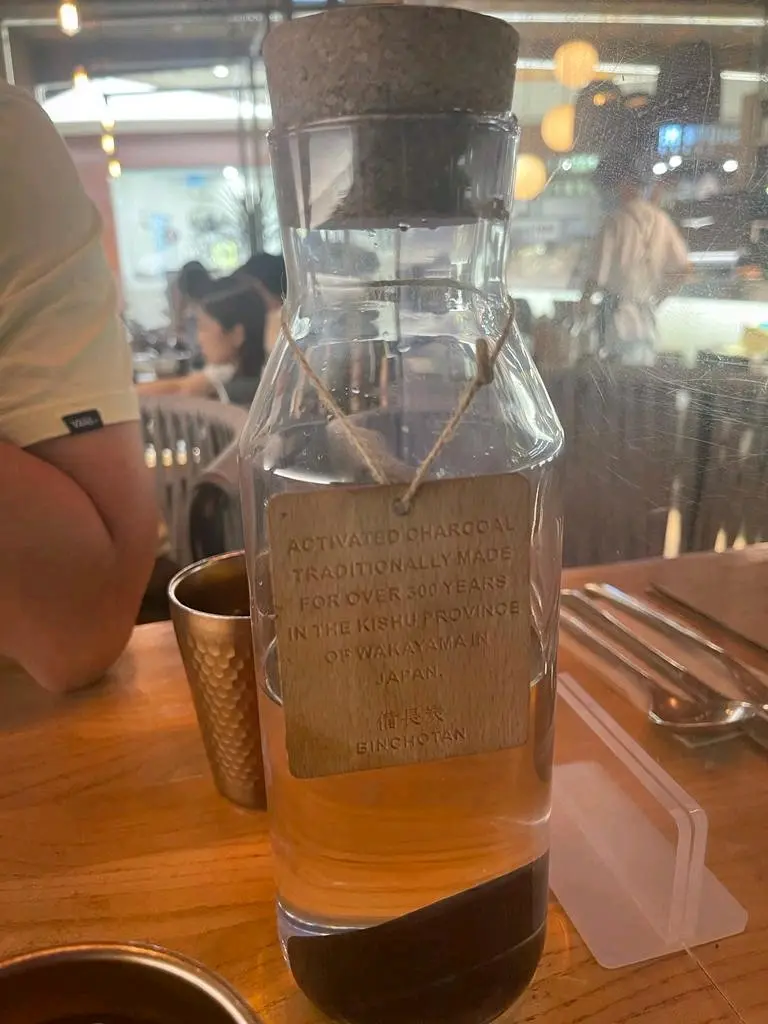 ACTIVATED CHARCOAL
TRADITIONALLY MADE
FOR OVER 300 YEARS
IN THE KISHU PROVINCE
OF WAKAYAMA IN
JAPAN.
備長炭
BINCHOTAN
VANS